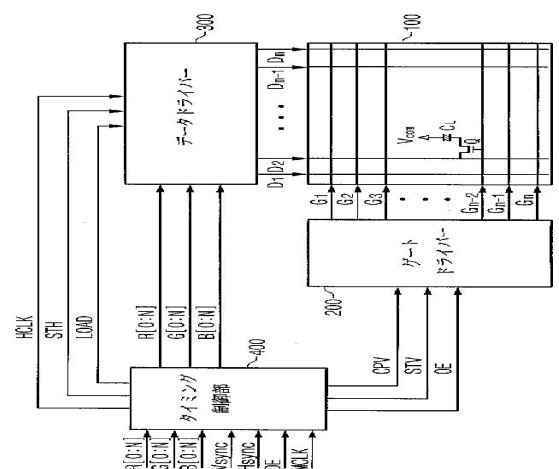 HCLK
STH
LOAD
300
データドライバー
R[0:N]
G[0:N]
B[0:N]
400
タイミング
制御部
R[0:N]
G[0:N]
B[0:N]
Vsync
Hsync
DE
MCLK
CPV
STV
OE
200
ゲート
ドライバー
G1
G2
G3
Gn-2
Gn-1
Gn
D1
D2
Dm-1
Dm
100
Vcom
CL
TQ